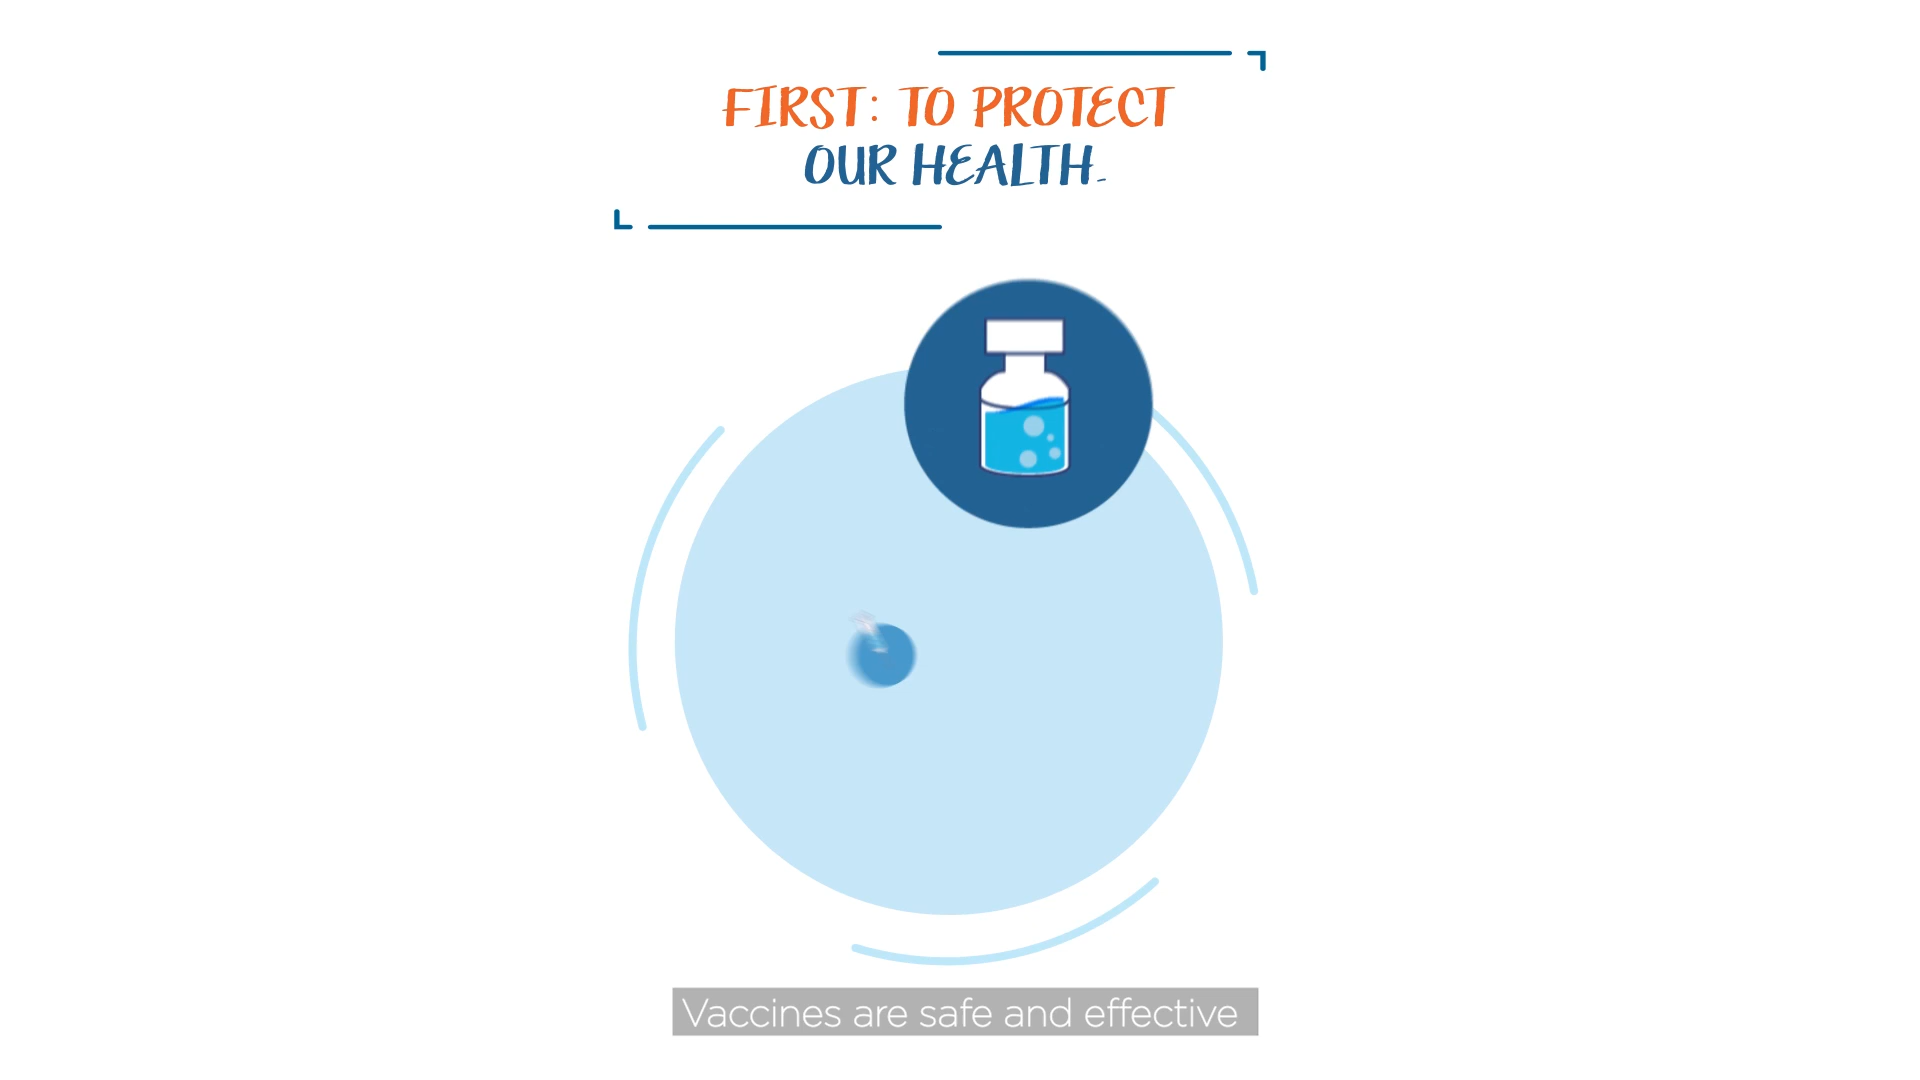 FIRST: TO PROTECT
OUR HEALTH.
Vaccines are safe and effective